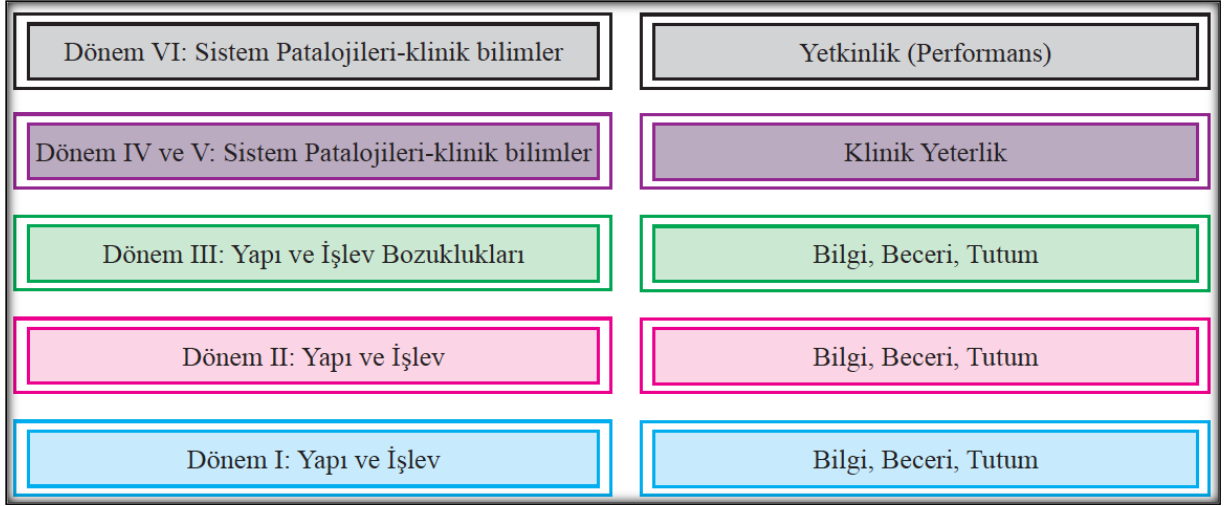 Dönem VI: Sistem Patalojileri-klinik bilimler
Yetkinlik (Performans)
Dönem IV ve V: Sistem Patalojileri-klinik bilimler
Klinik Yeterlik
Dönem III: Yapı ve İşlev Bozuklukları
Bilgi, Beceri, Tutum
Dönem II: Yapı ve İşlev
Bilgi, Beceri, Tutum
Dönem I: Yapı ve İşlev
Bilgi, Beceri, Tutum